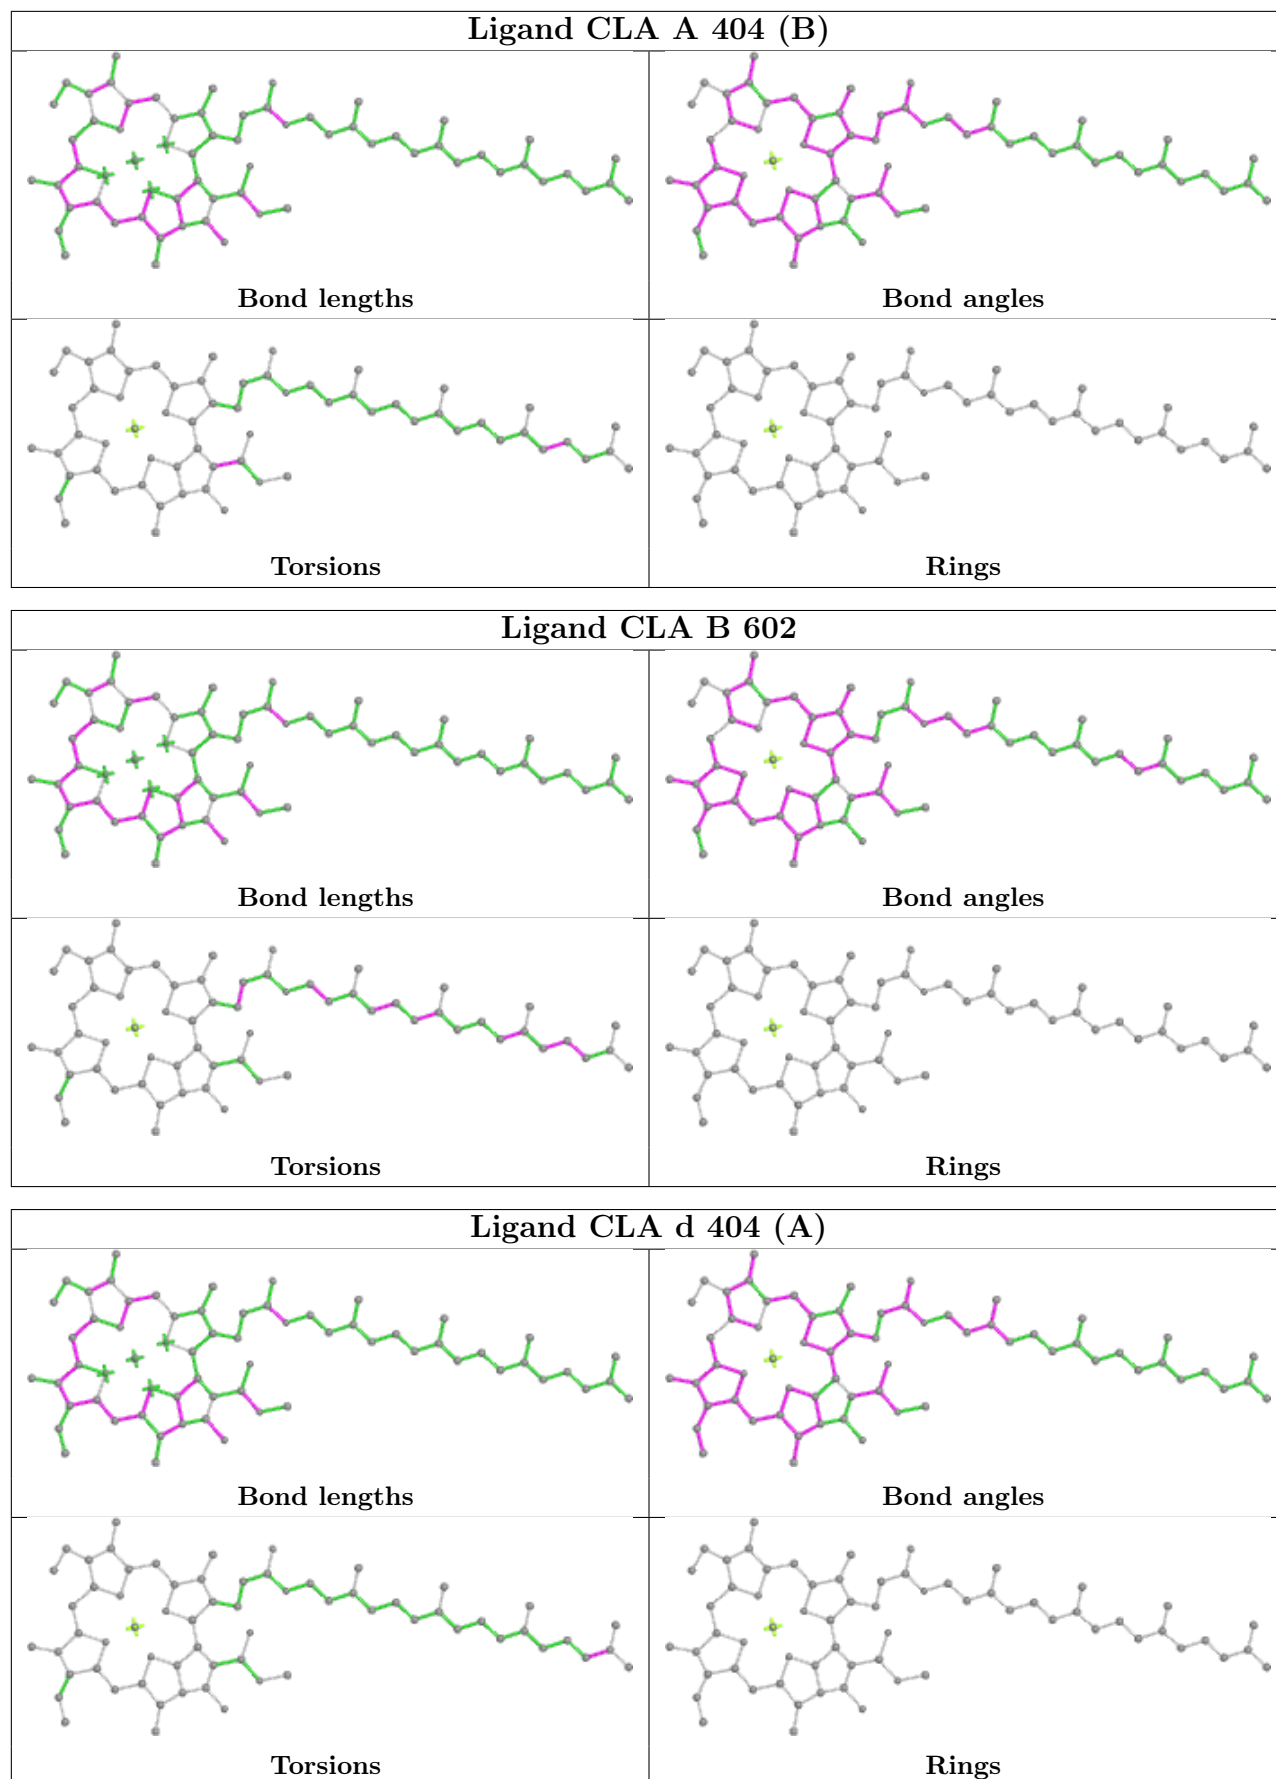 Ligand CLA A 404 (B)
Bond lengths
Bond angles
Torsions
Rings
Ligand CLA B 602
Bond lengths
Bond angles
Torsions
Rings
Ligand CLA d 404 (A)
Bond lengths
Bond angles
Torsions
Rings